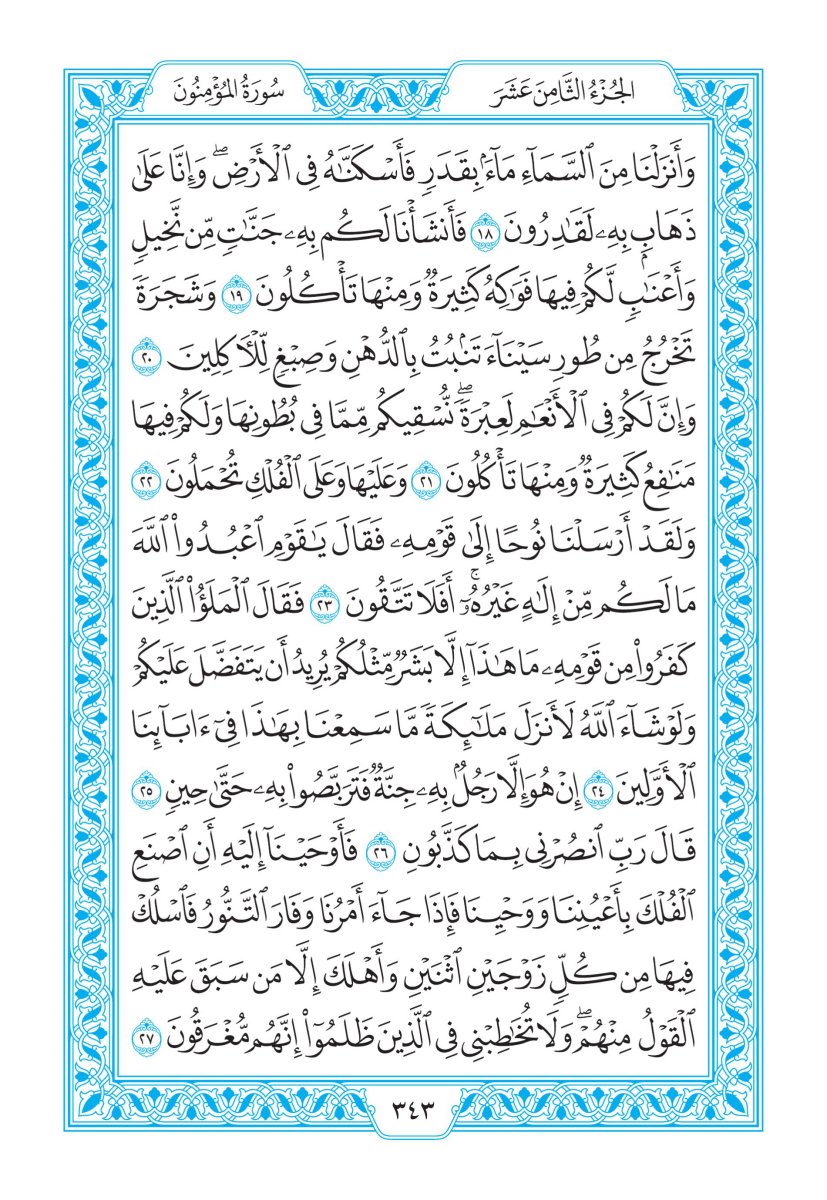 الجُزْءُ الثَّامِنَ عَشَرَ
سُورَةُ المُؤْمِنُونَ
وَأَنزَلْنَا مِنَ ٱلسَّمَآءِ مَآءَۢ بِقَدَرٖ فَأَسْكَنَّٰهُ فِي ٱلْأَرْضِۖ وَإِنَّا عَلَىٰ
ذَهَابِۢ بِهِۦ لَقَٰدِرُونَ ١٨ فَأَنشَأْنَا لَكُم بِهِۦ جَنَّٰتٖ مِّن نَّخِيلٖ
وَأَعْنَٰبٖ لَّكُمْ فِيهَا فَوَٰكِهُ كَثِيرَةٞ وَمِنْهَا تَأْكُلُونَ ١٩ وَشَجَرَةٗ
تَخْرُجُ مِن طُورِ سَيْنَآءَ تَنۢبُتُ بِٱلدُّهْنِ وَصِبْغٖ لِّلْأٓكِلِينَ ٢٠
وَإِنَّ لَكُمْ فِي ٱلْأَنْعَٰمِ لَعِبْرَةٗۖ نُّسْقِيكُم مِّمَّا فِي بُطُونِهَا وَلَكُمْ فِيهَا
مَنَٰفِعُ كَثِيرَةٞ وَمِنْهَا تَأْكُلُونَ ٢١ وَعَلَيْهَا وَعَلَى ٱلْفُلْكِ تُحْمَلُونَ ٢٢
وَلَقَدْ أَرْسَلْنَا نُوحًا إِلَىٰ قَوْمِهِۦ فَقَالَ يَٰقَوْمِ ٱعْبُدُواْ ٱللَّهَ
مَا لَكُم مِّنْ إِلَٰهٍ غَيْرُهُۥٓۚ أَفَلَا تَتَّقُونَ ٢٣ فَقَالَ ٱلْمَلَؤُاْ ٱلَّذِينَ
كَفَرُواْ مِن قَوْمِهِۦ مَا هَٰذَآ إِلَّا بَشَرٞ مِّثْلُكُمْ يُرِيدُ أَن يَتَفَضَّلَ عَلَيْكُمْ
وَلَوْ شَآءَ ٱللَّهُ لَأَنزَلَ مَلَٰٓئِكَةٗ مَّا سَمِعْنَا بِهَٰذَا فِيٓ ءَابَآئِنَا
ٱلْأَوَّلِينَ ٢٤ إِنْ هُوَ إِلَّا رَجُلُۢ بِهِۦ جِنَّةٞ فَتَرَبَّصُواْ بِهِۦ حَتَّىٰ حِينٖ ٢٥
قَالَ رَبِّ ٱنصُرْنِي بِمَا كَذَّبُونِ ٢٦ فَأَوْحَيْنَآ إِلَيْهِ أَنِ ٱصْنَعِ
ٱلْفُلْكَ بِأَعْيُنِنَا وَوَحْيِنَا فَإِذَا جَآءَ أَمْرُنَا وَفَارَ ٱلتَّنُّورُ فَٱسْلُكْ
فِيهَا مِن كُلّٖ زَوْجَيْنِ ٱثْنَيْنِ وَأَهْلَكَ إِلَّا مَن سَبَقَ عَلَيْهِ
ٱلْقَوْلُ مِنْهُمْۖ وَلَا تُخَٰطِبْنِي فِي ٱلَّذِينَ ظَلَمُوٓاْ إِنَّهُم مُّغْرَقُونَ ٢٧
٣٤٣